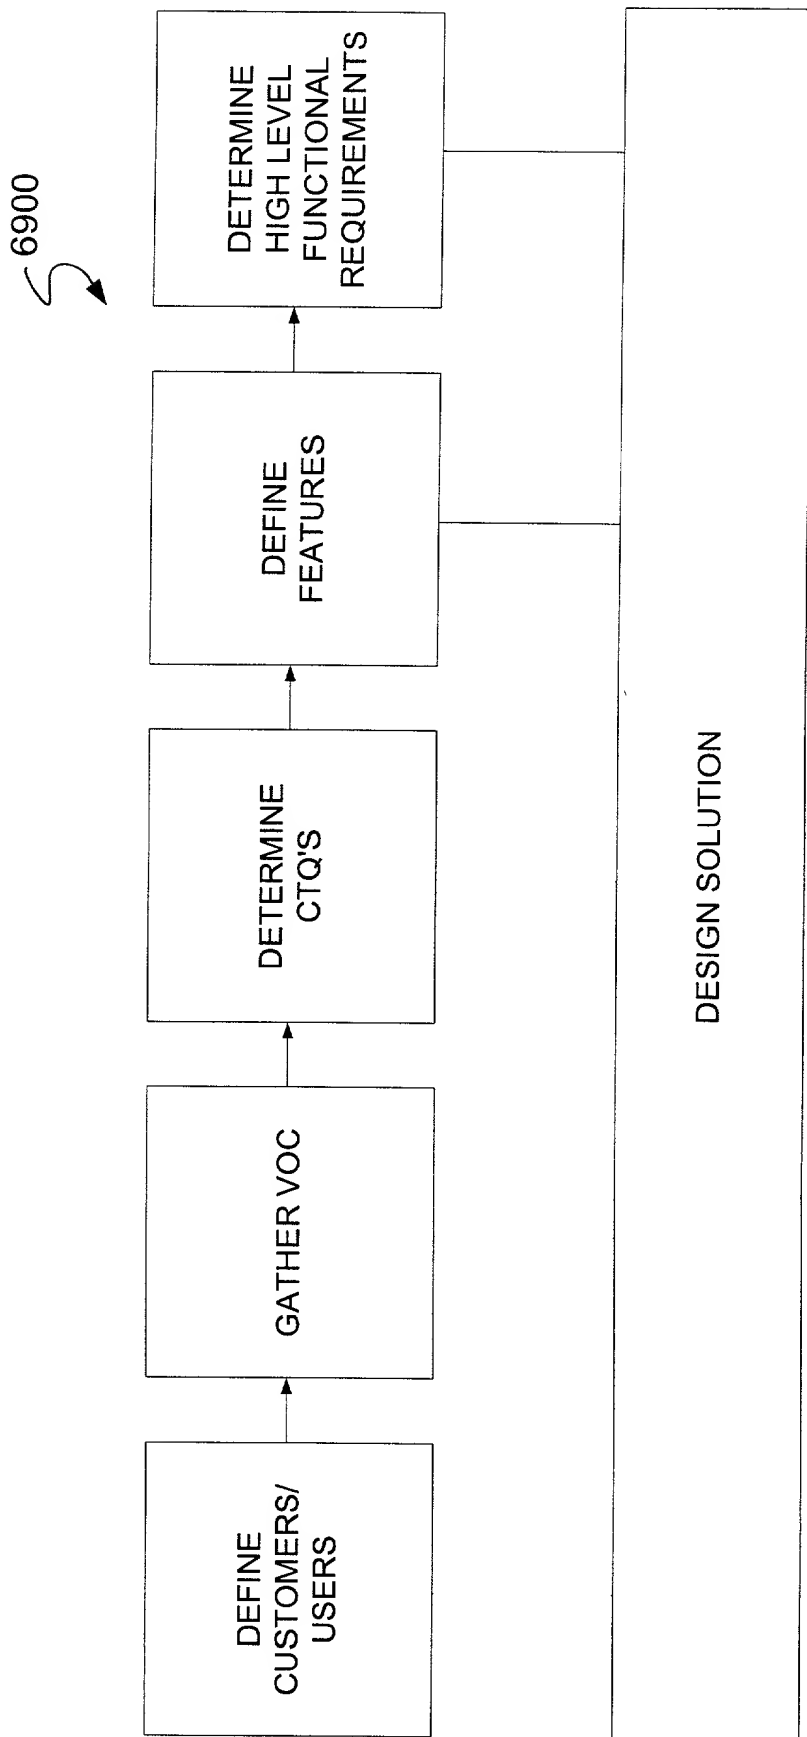 6900
DEFINE
CUSTOMERS/
USERS
GATHER VOC
DETERMINE
CTQ'S
DEFINE
FEATURES
DETERMINE
HIGH LEVEL
FUNCTIONAL
REQUIREMENTS
DESIGN SOLUTION